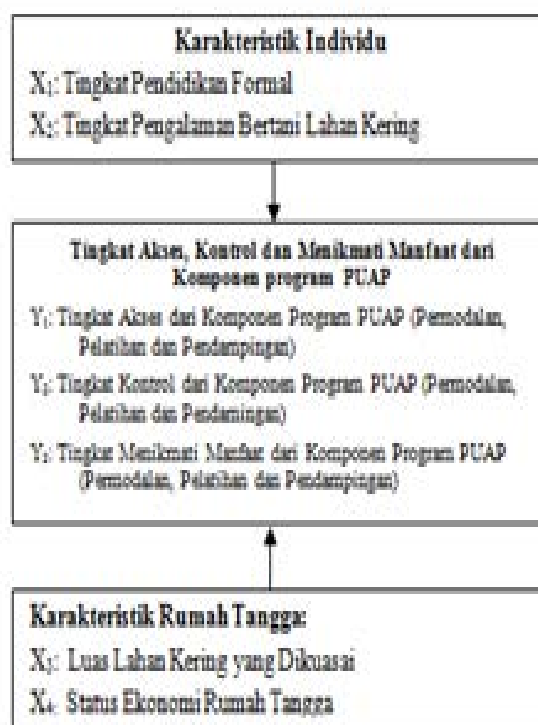 Karakteristik Individu
X₁: Tingkat Pendidikan Formal
X₂: Tingkat Pengalaman Bertani Lahan Kering
Tingkat Akses, Kontrol dan Menikmati Manfaat dari
Komponen program PUAP
Y₁: Tingkat Akses dari Komponen Program PUAP (Permodalan,
Pelatihan dan Pendampingan)
Y₂: Tingkat Kontrol dari Komponen Program PUAP (Permodalan,
Pelatihan dan Pendamingan)
Y₃: Tingkat Menikmati Manfaat dari Komponen Program PUAP
(Permodalan, Pelatihan dan Pendampingan)
Karakteristik Rumah Tangga:
X₃: Luas Lahan Kering yang Dikuasai
X₄: Status Ekonomi Rumah Tangga